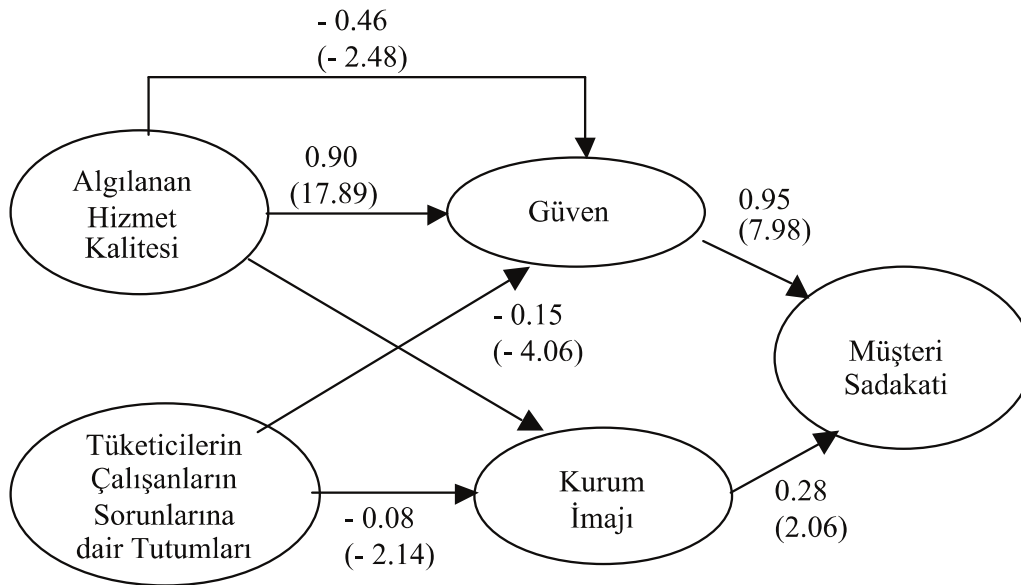 - 0.46
(- 2.48)
Algılanan
Hizmet
Kalitesi
0.90
(17.89)
Güven
0.95
(7.98)
- 0.15
(- 4.06)
Müşteri
Sadakati
Tüketicilerin
Çalışanların
Sorunlarına
dair Tutumları
- 0.08
(- 2.14)
Kurum
İmajı
0.28
(2.06)